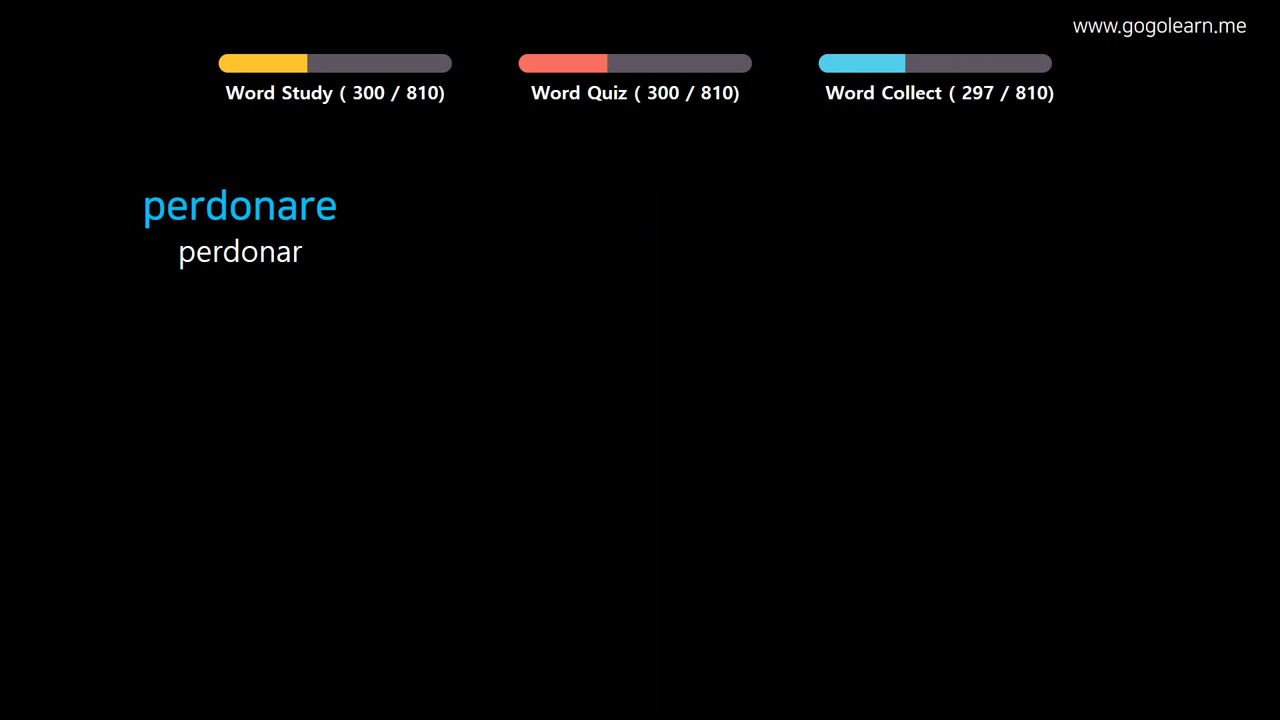 www.gogolearn.me
Word Study ( 300 / 810)
Word Quiz ( 300 / 810)
Word Collect ( 297 / 810)
perdonare
perdonar